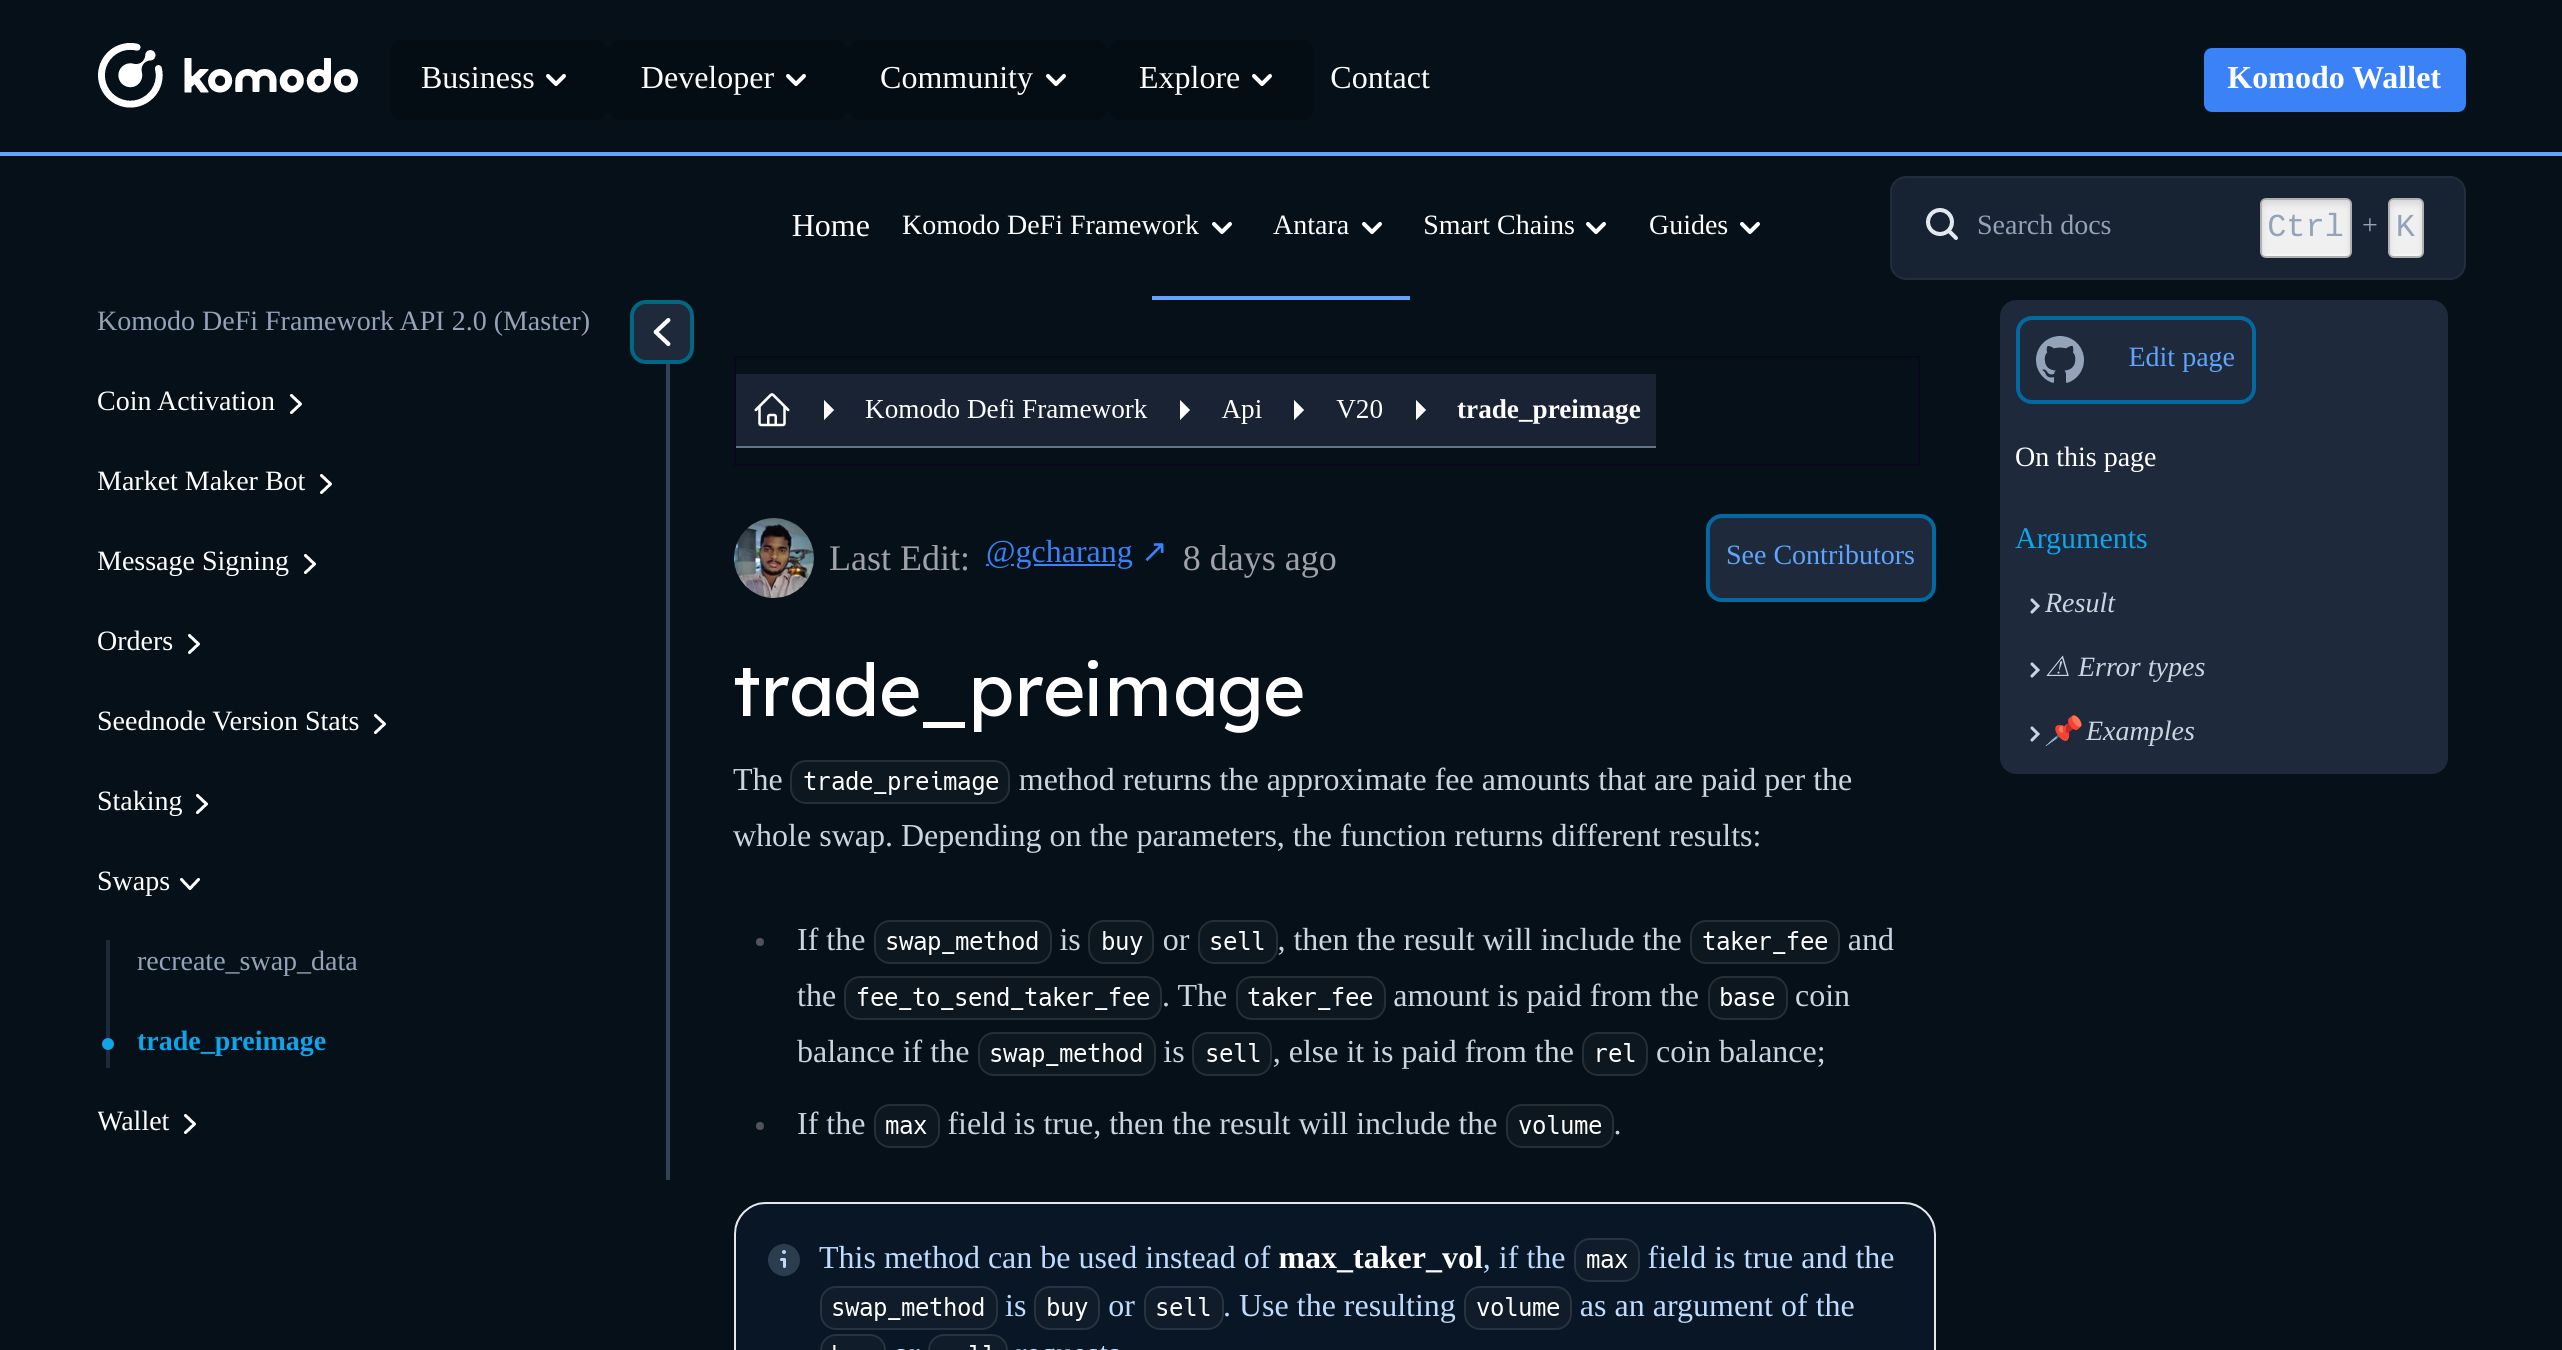 komodo
Business
Developer
Community
Explore
Contact
Komodo Wallet
Home
Komodo DeFi Framework
Antara
Smart Chains
Guides
Search docs
Ctrl + K
Komodo DeFi Framework API 2.0 (Master)
Coin Activation
Market Maker Bot
Message Signing
Orders
Seednode Version Stats
Staking
Swaps
recreate_swap_data
trade_preimage
Wallet
Komodo Defi Framework
Api
V20
trade_preimage
Last Edit: @gcharang ↗ 8 days ago
See Contributors
trade_preimage
The trade_preimage method returns the approximate fee amounts that are paid per the
whole swap. Depending on the parameters, the function returns different results:
If the swap_method is buy or sell, then the result will include the taker_fee and
the fee_to_send_taker_fee. The taker_fee amount is paid from the base coin
balance if the swap_method is sell, else it is paid from the rel coin balance;
If the max field is true, then the result will include the volume.
This method can be used instead of max_taker_vol, if the max field is true and the
swap_method is buy or sell. Use the resulting volume as an argument of the
Edit page
On this page
Arguments
Result
⚠ Error types
📌 Examples